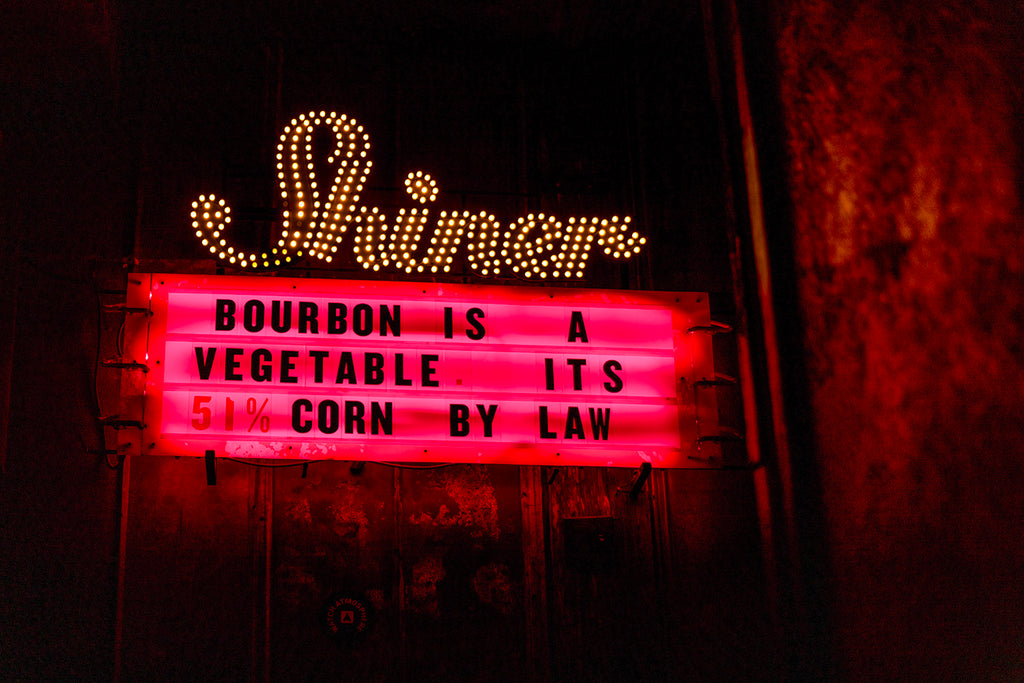 Shiner
BOURBON IS A
VEGETABLE. ITS
51% CORN BY LAW